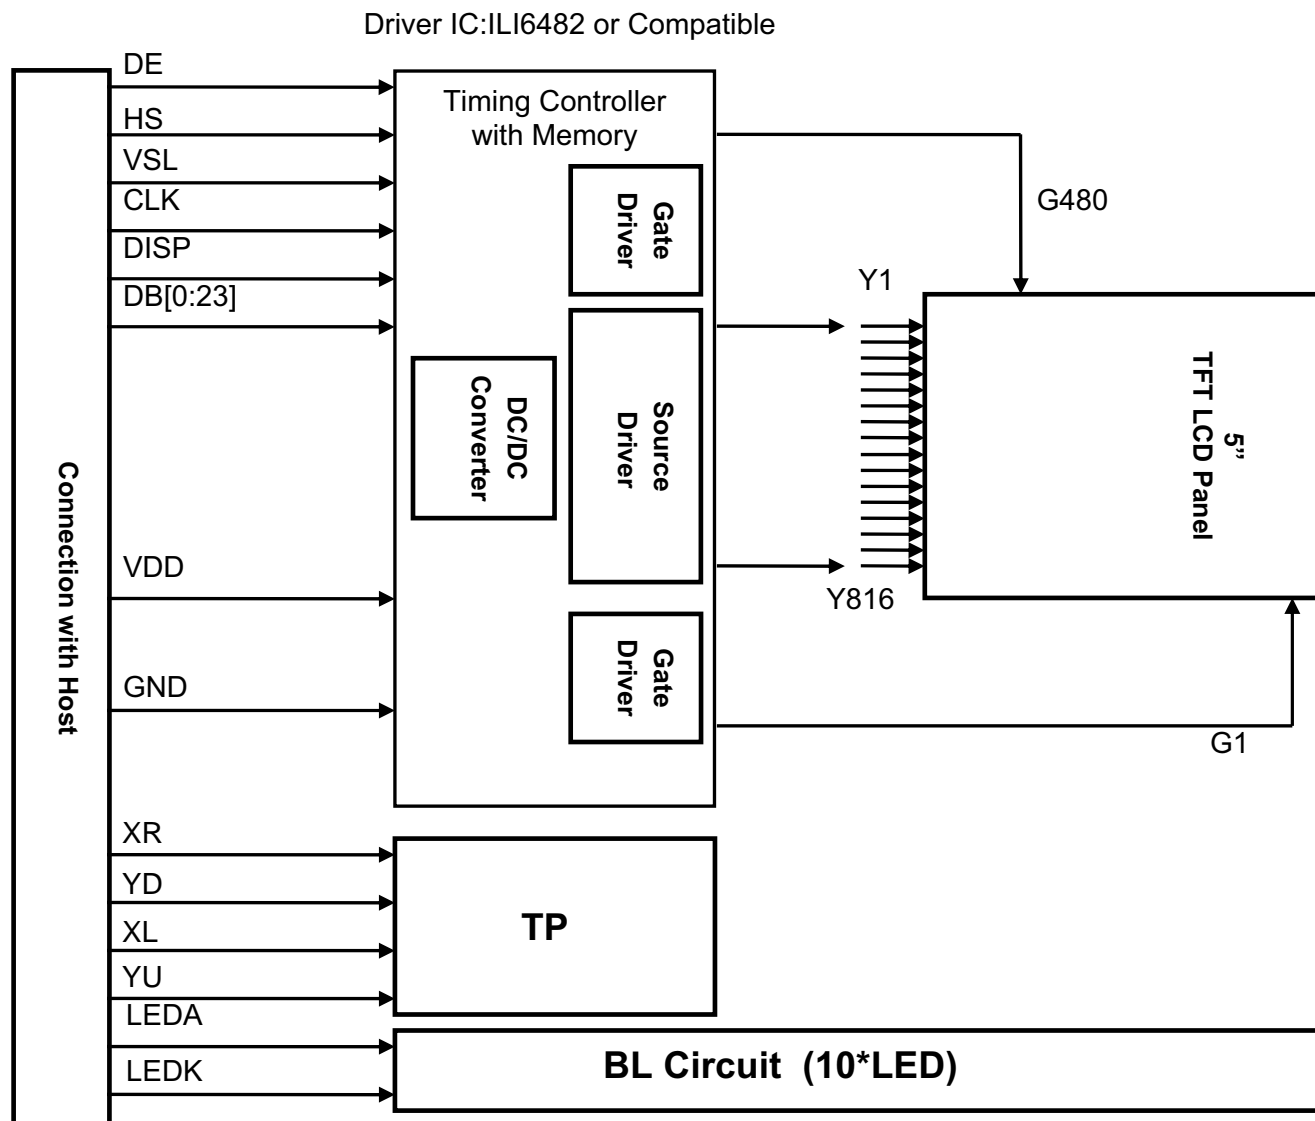 Driver IC:ILI6482 or Compatible
DE
HS
VSL
CLK
DISP
DB[0:23]
VDD
GND
XR
YD
XL
YU
LEDA
LEDK
Connection with Host
Timing Controller
with Memory
Gate
Driver
DC/DC
Converter
Source
Driver
Gate
Driver
G480
Y1
Y816
G1
5”
TFT LCD Panel
TP
BL Circuit (10*LED)